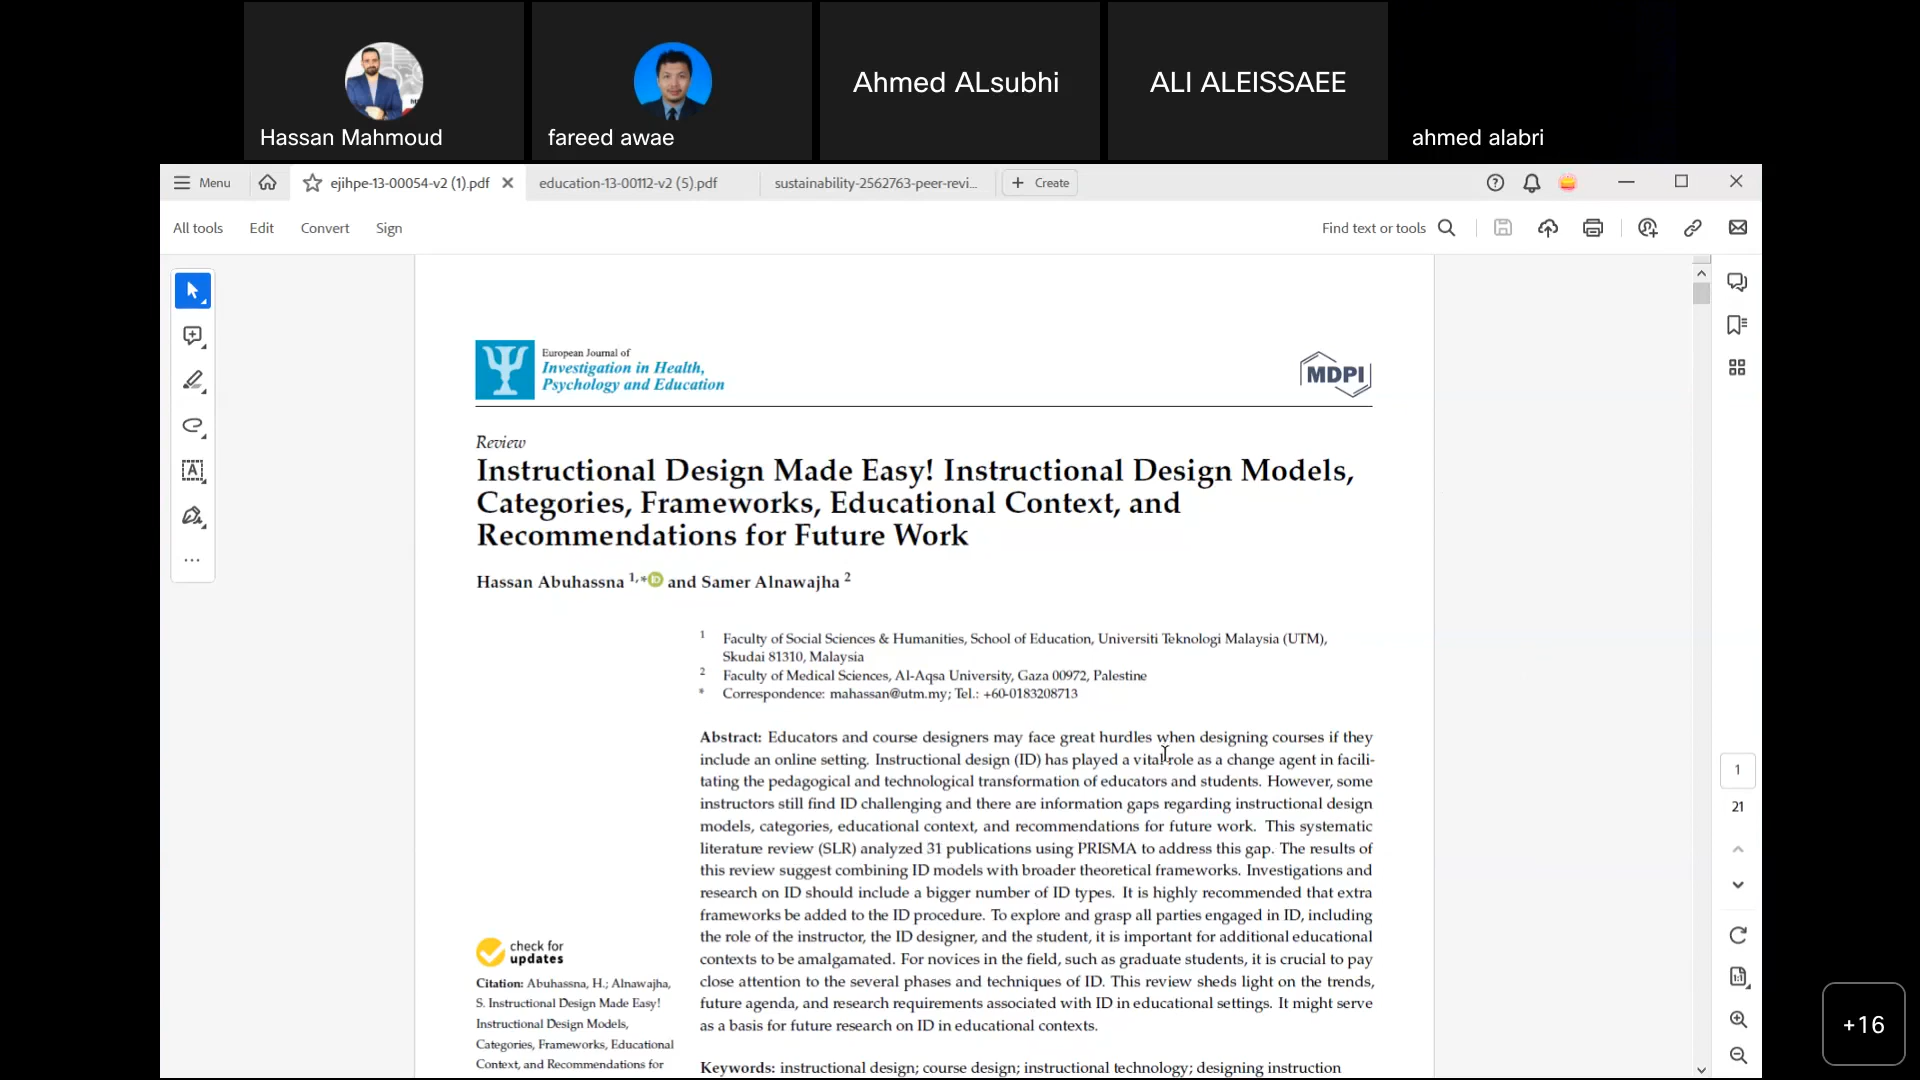 Hassan Mahmoud
fareed awae
Ahmed ALsubhi
ALI ALEISSAEE
ahmed alabri
Menu
ejihpe-13-00054-v2 (1).pdf
education-13-00112-v2 (5).pdf
sustainability-2562763-peer-revi...
Create
All tools
Edit
Convert
Sign
Find text or tools
European Journal of
Investigation in Health,
Psychology and Education
MDPI
Review
Instructional Design Made Easy! Instructional Design Models,
Categories, Frameworks, Educational Context, and
Recommendations for Future Work
Hassan Abuhassna 1,* iD and Samer Alnawajha 2
1 Faculty of Social Sciences & Humanities, School of Education, Universiti Teknologi Malaysia (UTM),
Skudai 81310, Malaysia
2 Faculty of Medical Sciences, Al-Aqsa University, Gaza 00972, Palestine
* Correspondence: mahassan@utm.my; Tel.: +60-0183208713
Abstract: Educators and course designers may face great hurdles when designing courses if they
include an online setting. Instructional design (ID) has played a vital role as a change agent in facili-
tating the pedagogical and technological transformation of educators and students. However, some
instructors still find ID challenging and there are information gaps regarding instructional design
models, categories, educational context, and recommendations for future work. This systematic
literature review (SLR) analyzed 31 publications using PRISMA to address this gap. The results of
this review suggest combining ID models with broader theoretical frameworks. Investigations and
research on ID should include a bigger number of ID types. It is highly recommended that extra
frameworks be added to the ID procedure. To explore and grasp all parties engaged in ID, including
the role of the instructor, the ID designer, and the student, it is important for additional educational
contexts to be amalgamated. For novices in the field, such as graduate students, it is crucial to pay
close attention to the several phases and techniques of ID. This review sheds light on the trends,
future agenda, and research requirements associated with ID in educational settings. It might serve
as a basis for future research on ID in educational contexts.
Keywords: instructional design; course design; instructional technology; designing instruction
check for
updates
Citation: Abuhassna, H.; Alnawajha,
S. Instructional Design Made Easy!
Instructional Design Models,
Categories, Frameworks, Educational
Context, and Recommendations for
1
21
1:1
+16